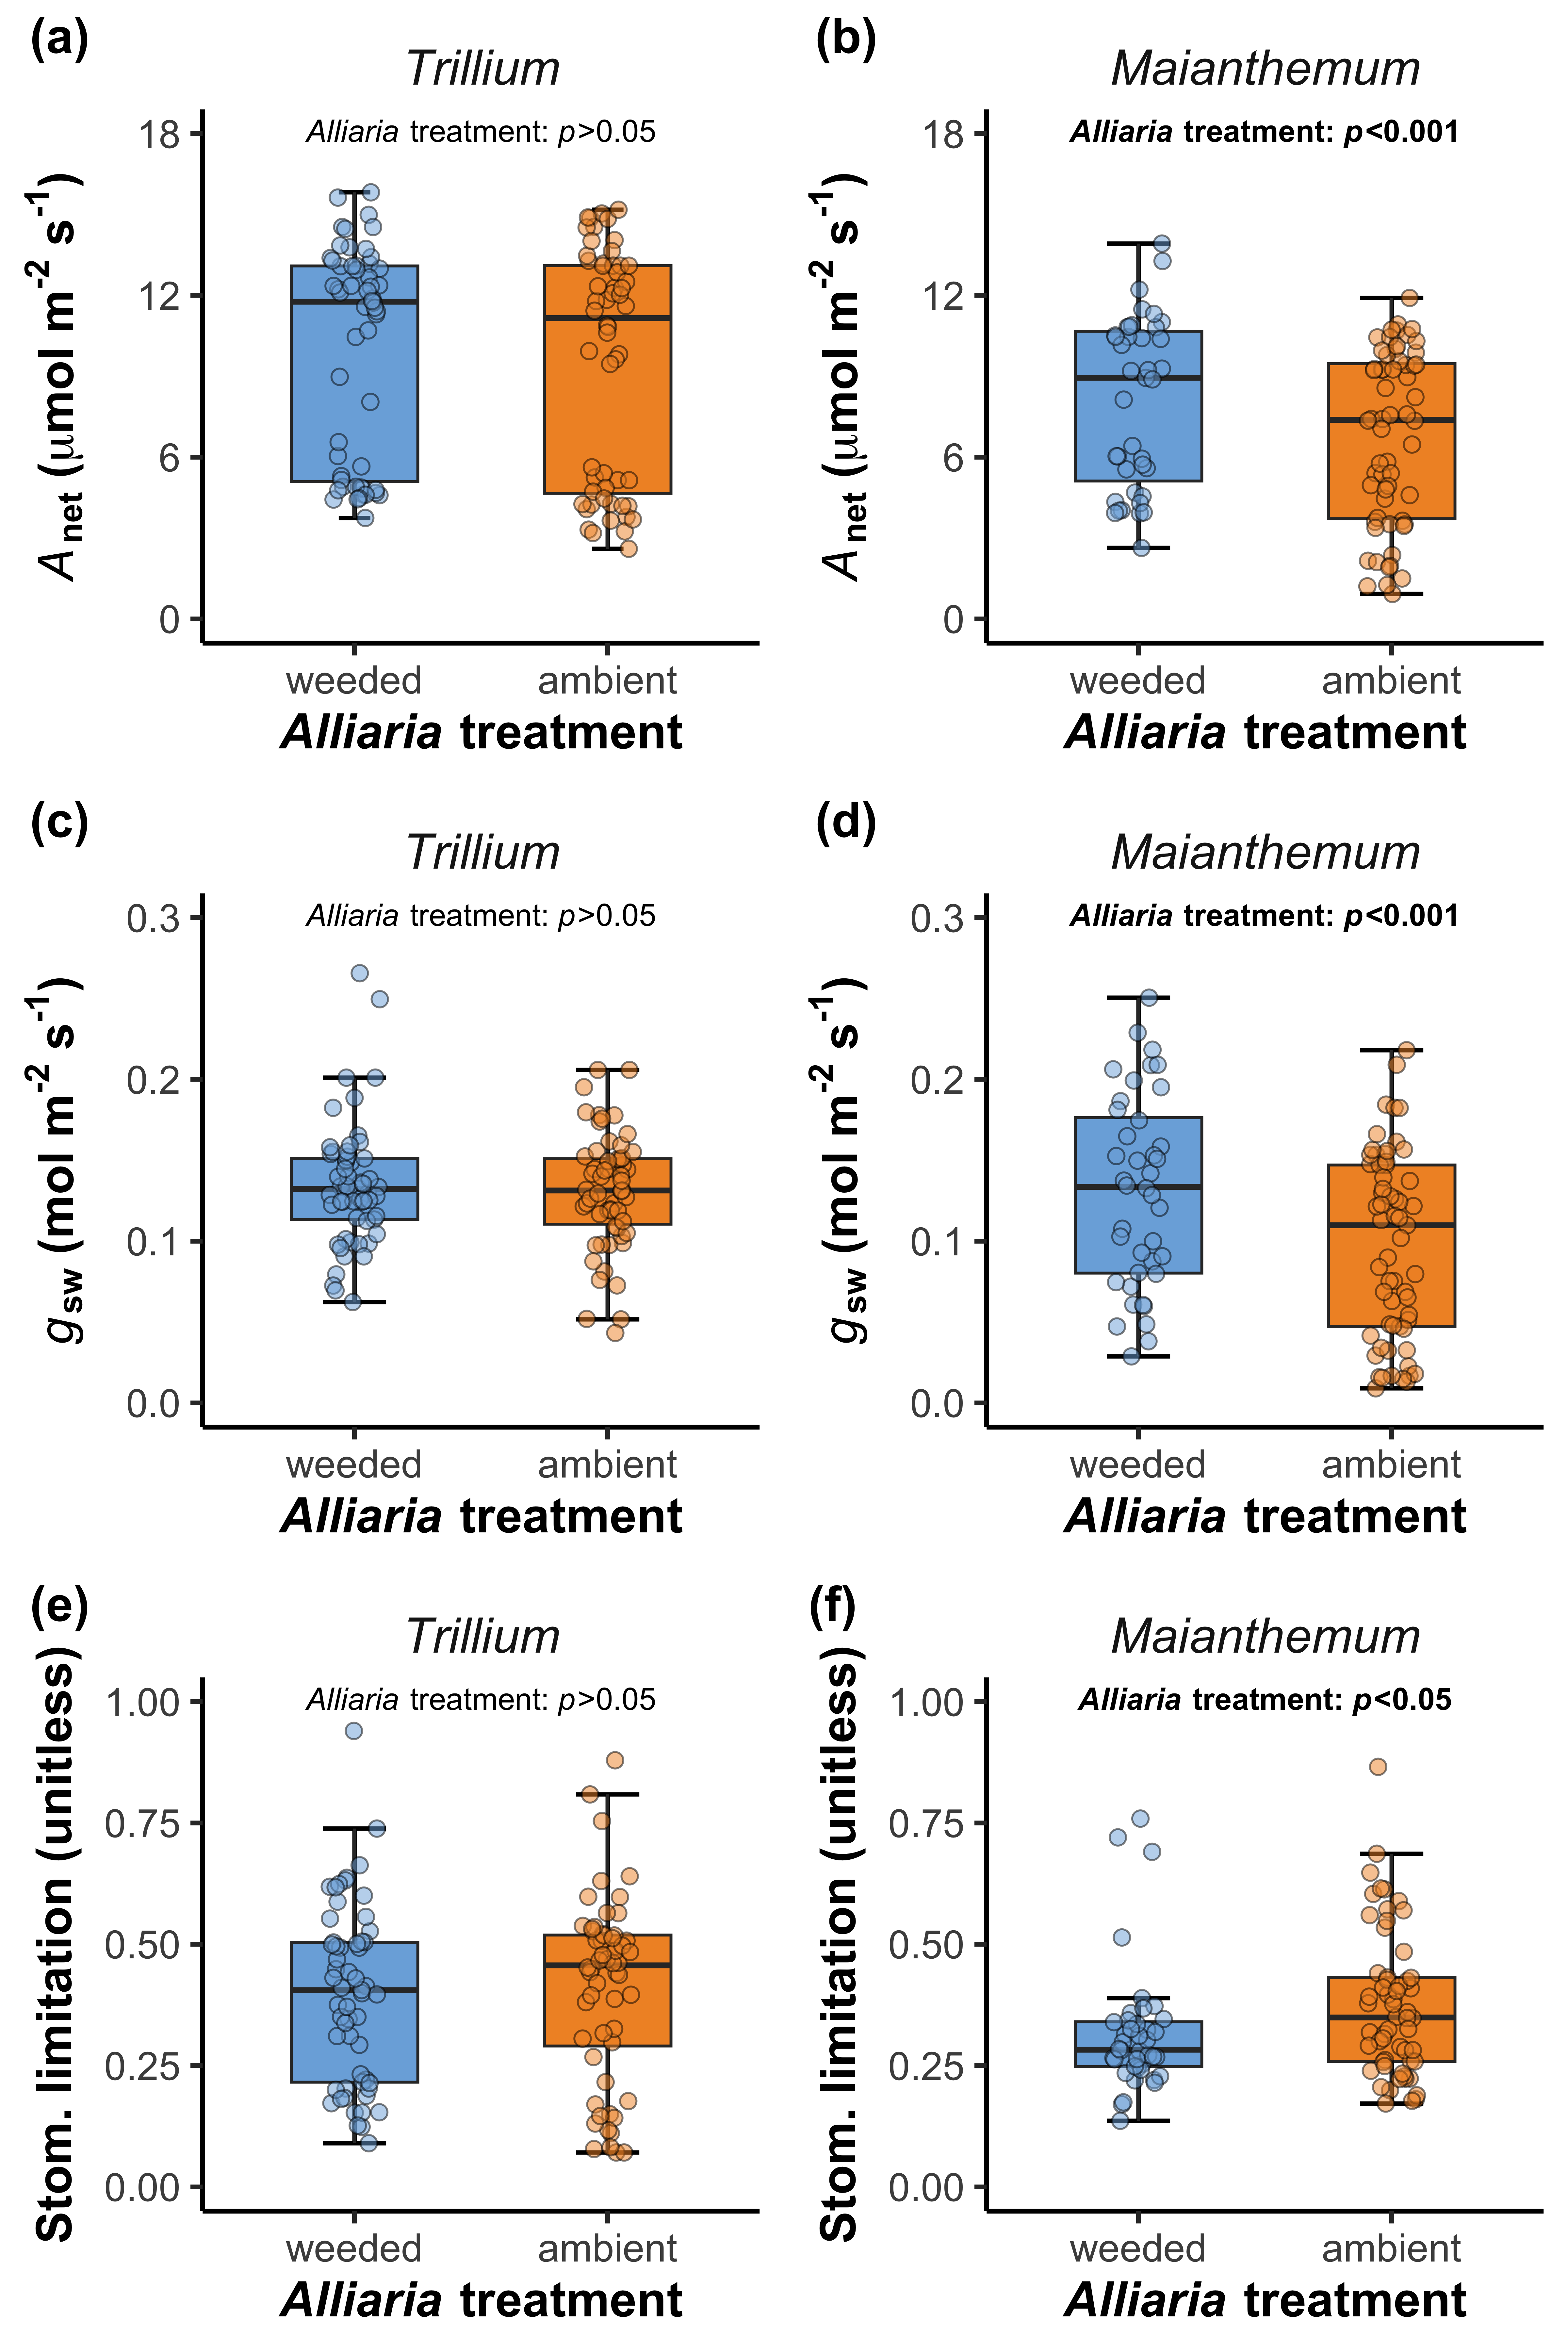 (a)
Trillium
Alliaria treatment: p>0.05
18
12
6
0
Anet (μmol m-2 s-1)
weeded ambient
Alliaria treatment
(b)
Maianthemum
Alliaria treatment: p<0.001
18
12
6
0
Anet (μmol m-2 s-1)
weeded ambient
Alliaria treatment
(c)
Trillium
Alliaria treatment: p>0.05
0.3
0.2
0.1
0.0
gsw (mol m-2 s-1)
weeded ambient
Alliaria treatment
(d)
Maianthemum
Alliaria treatment: p<0.001
0.3
0.2
0.1
0.0
gsw (mol m-2 s-1)
weeded ambient
Alliaria treatment
(e)
Trillium
Alliaria treatment: p>0.05
1.00
0.75
0.50
0.25
0.00
Stom. limitation (unitless)
weeded ambient
Alliaria treatment
(f)
Maianthemum
Alliaria treatment: p<0.05
1.00
0.75
0.50
0.25
0.00
Stom. limitation (unitless)
weeded ambient
Alliaria treatment